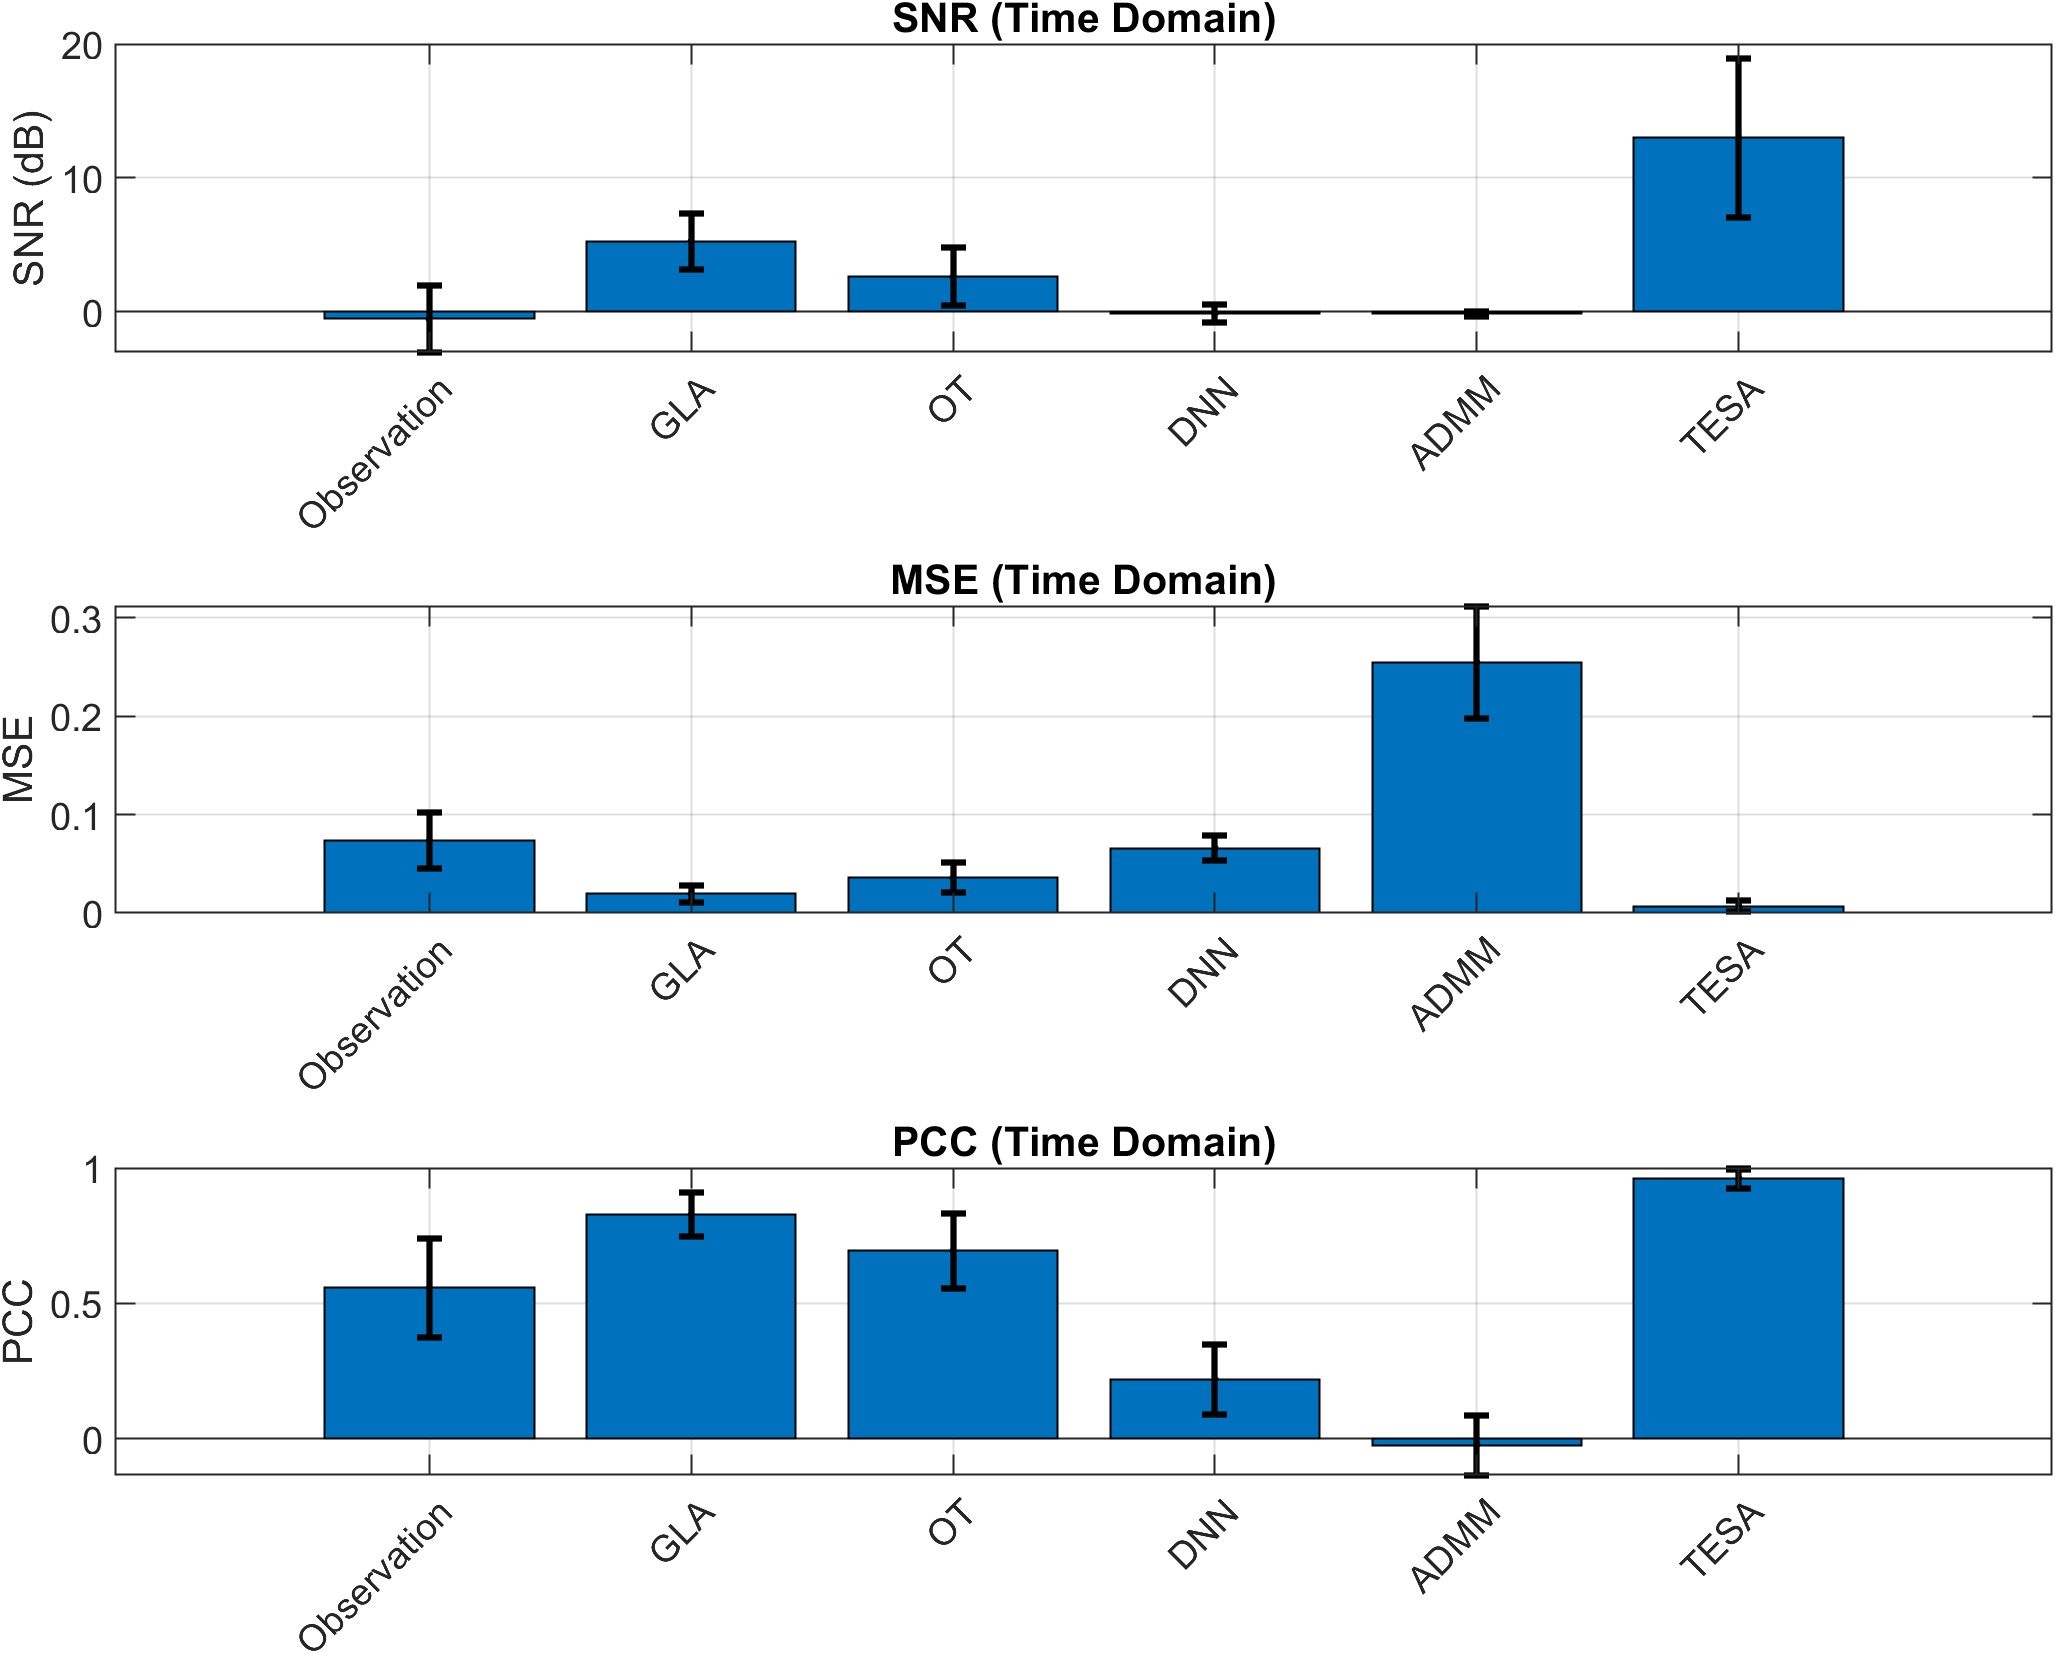 SNR (Time Domain)
SNR (dB)
20
10
0
Observation
GLA
OT
DNN
ADMM
TESA
MSE (Time Domain)
MSE
0.3
0.2
0.1
0
Observation
GLA
OT
DNN
ADMM
TESA
PCC (Time Domain)
PCC
1
0.5
0
Observation
GLA
OT
DNN
ADMM
TESA